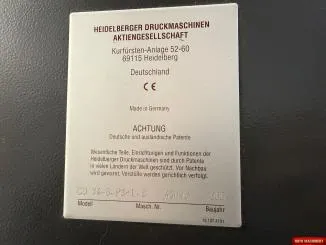 HEIDELBERGER DRUCKMASCHINEN
AKTIENGESELLSCHAFT
Kurfürsten-Anlage 52-60
69115 Heidelberg
Deutschland
CE
Made in Germany
ACHTUNG
Deutsche und ausländische Patente
Wesentliche Teile, Einrichtungen und Funktionen der
Heidelberger Druckmaschinen sind durch Patente
in vielen Ländern der Welt geschützt. Vor Nachbau
wird gewarnt. Verstöße werden gerichtlich verfolgt.
Modell Masch. Nr. Baujahr